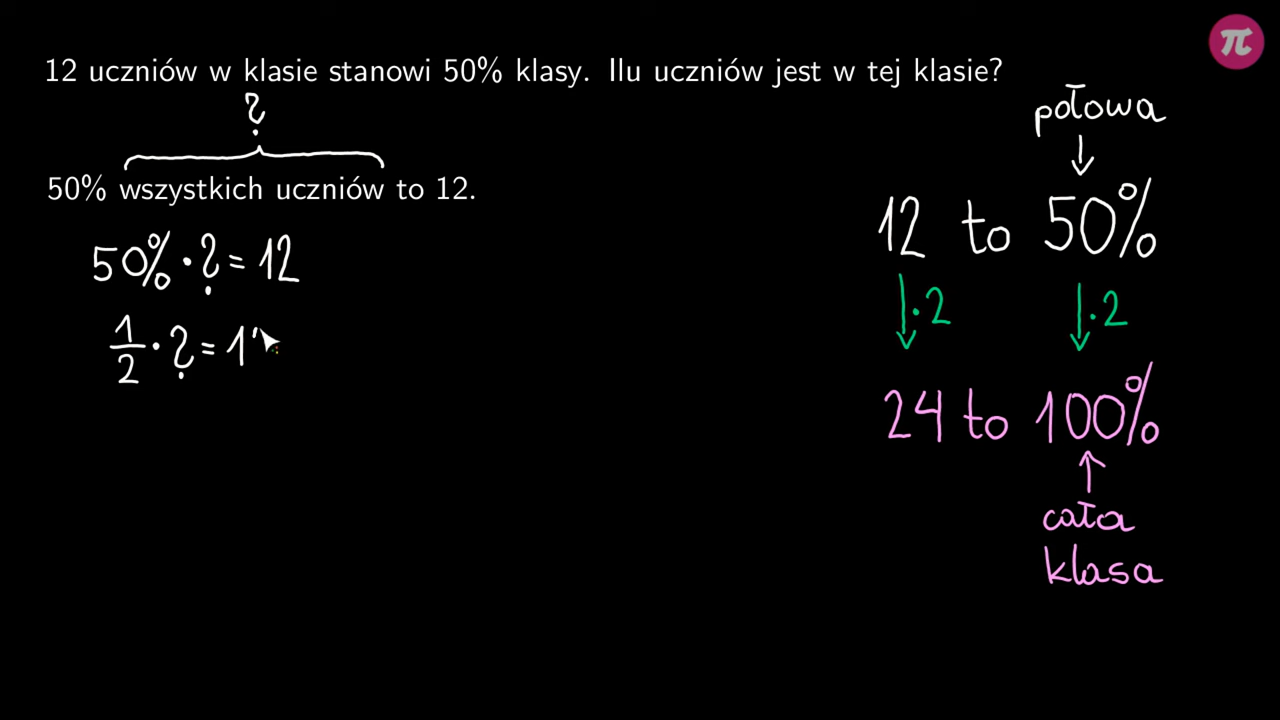 12 uczniów w klasie stanowi 50% klasy. Ilu uczniów jest w tej klasie?
?
50% wszystkich uczniów to 12.
50% · ? = 12
1/2 · ? = 1
połowa
12 to 50%
·2 ·2
24 to 100%
cała
klasa
π